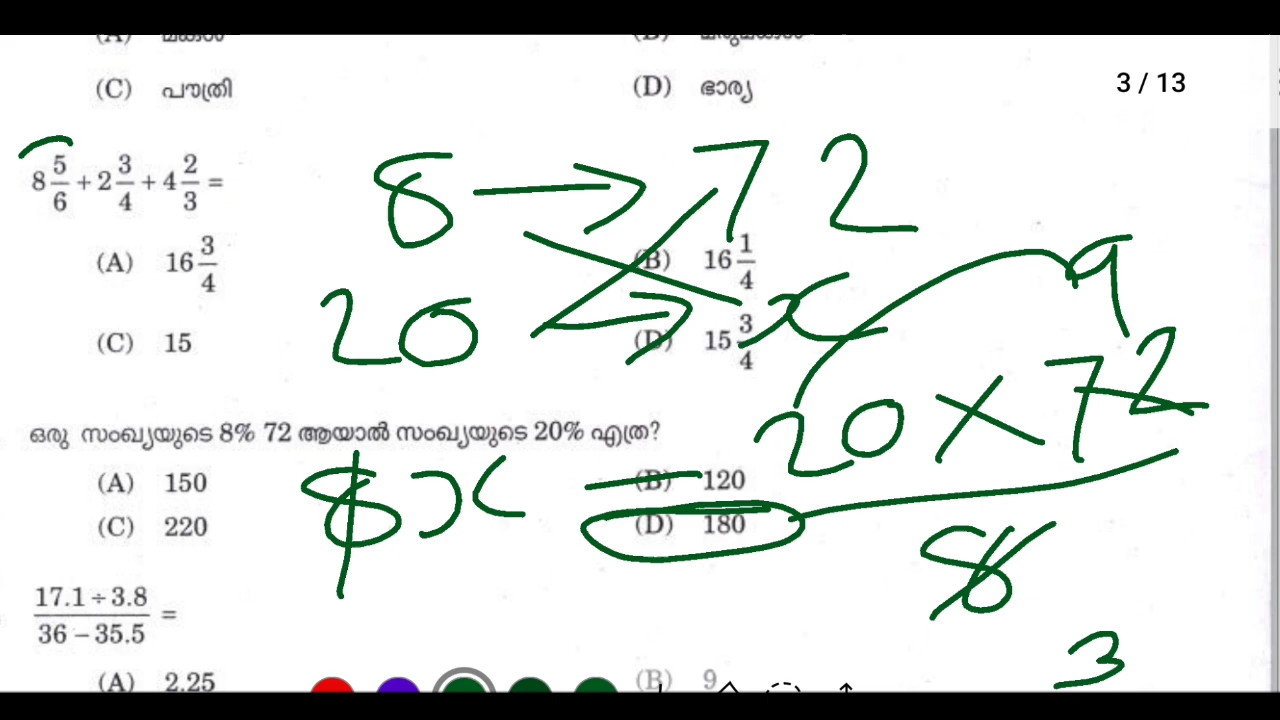 (C) പൗത്രി (D) ഭാര്യ
3 / 13
8 5/6 + 2 3/4 + 4 2/3 =
(A) 16 3/4 (B) 16 1/4
(C) 15 (D) 15 3/4
8 → 72
20 → x
9
20 × 72
8
8x
ഒരു സംഖ്യയുടെ 8% 72 ആയാൽ സംഖ്യയുടെ 20% എത്ര?
(A) 150 (B) 120
(C) 220 (D) 180
17.1 ÷ 3.8 / 36 – 35.5 =
(A) 2.25 (B) 9
3